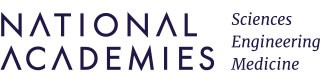 NATIONAL
ACADEMIES
Sciences
Engineering
Medicine